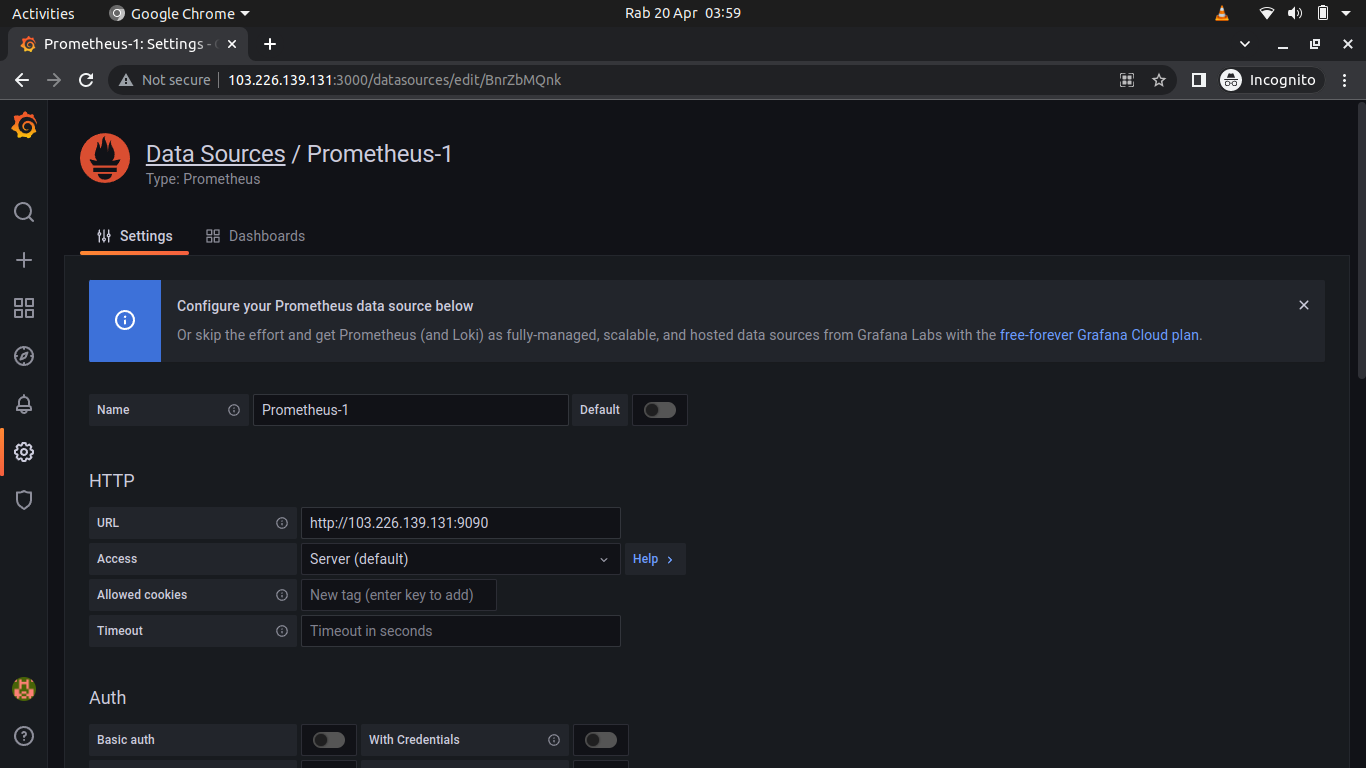 Activities Google Chrome Rab 20 Apr 03:59
Prometheus-1: Settings -
Not secure 103.226.139.131:3000/datasources/edit/BnrZbMQnk Incognito
Data Sources / Prometheus-1
Type: Prometheus
Settings Dashboards
Configure your Prometheus data source below
Or skip the effort and get Prometheus (and Loki) as fully-managed, scalable, and hosted data sources from Grafana Labs with the free-forever Grafana Cloud plan.
Name Prometheus-1 Default
HTTP
URL http://103.226.139.131:9090
Access Server (default) Help >
Allowed cookies New tag (enter key to add)
Timeout Timeout in seconds
Auth
Basic auth With Credentials